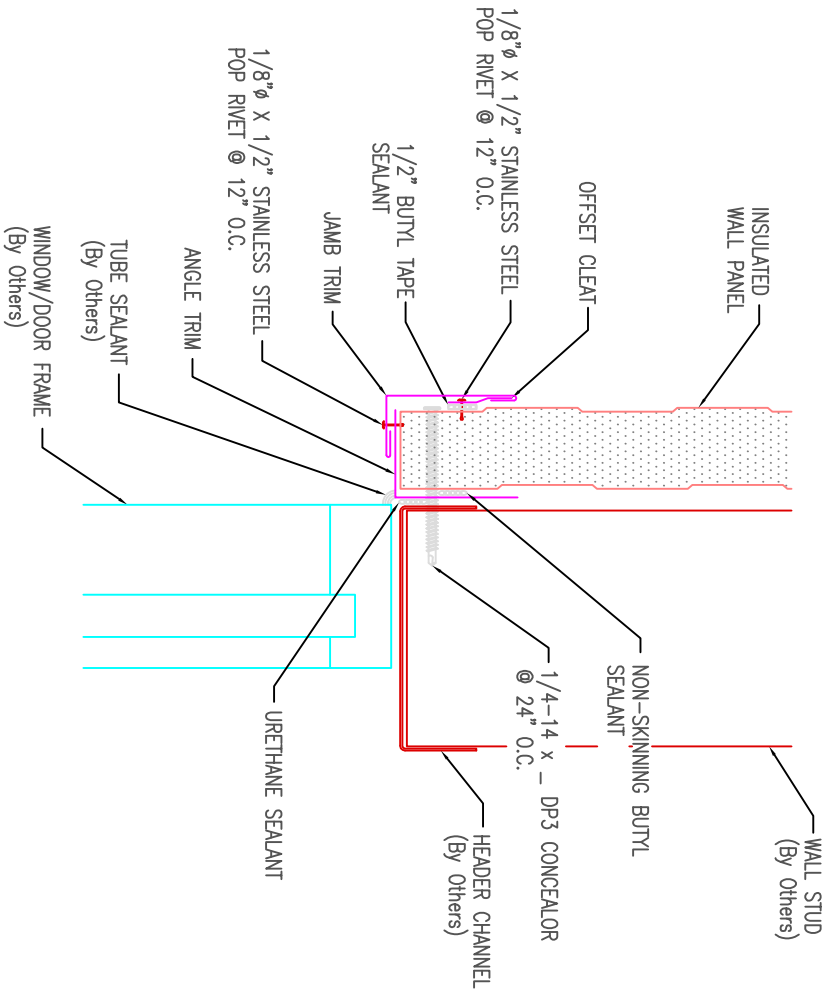 INSULATED
WALL PANEL
OFFSET CLEAT
1/8"ø X 1/2" STAINLESS STEEL
POP RIVET @ 12" O.C.
1/2" BUTYL TAPE
SEALANT
JAMB TRIM
1/8"ø X 1/2" STAINLESS STEEL
POP RIVET @ 12" O.C.
ANGLE TRIM
TUBE SEALANT
(By Others)
WINDOW/DOOR FRAME
(By Others)
WALL STUD
(By Others)
NON-SKINNING BUTYL
SEALANT
1/4-14 x _ DP3 CONCEALOR
@ 24" O.C.
HEADER CHANNEL
(By Others)
URETHANE SEALANT